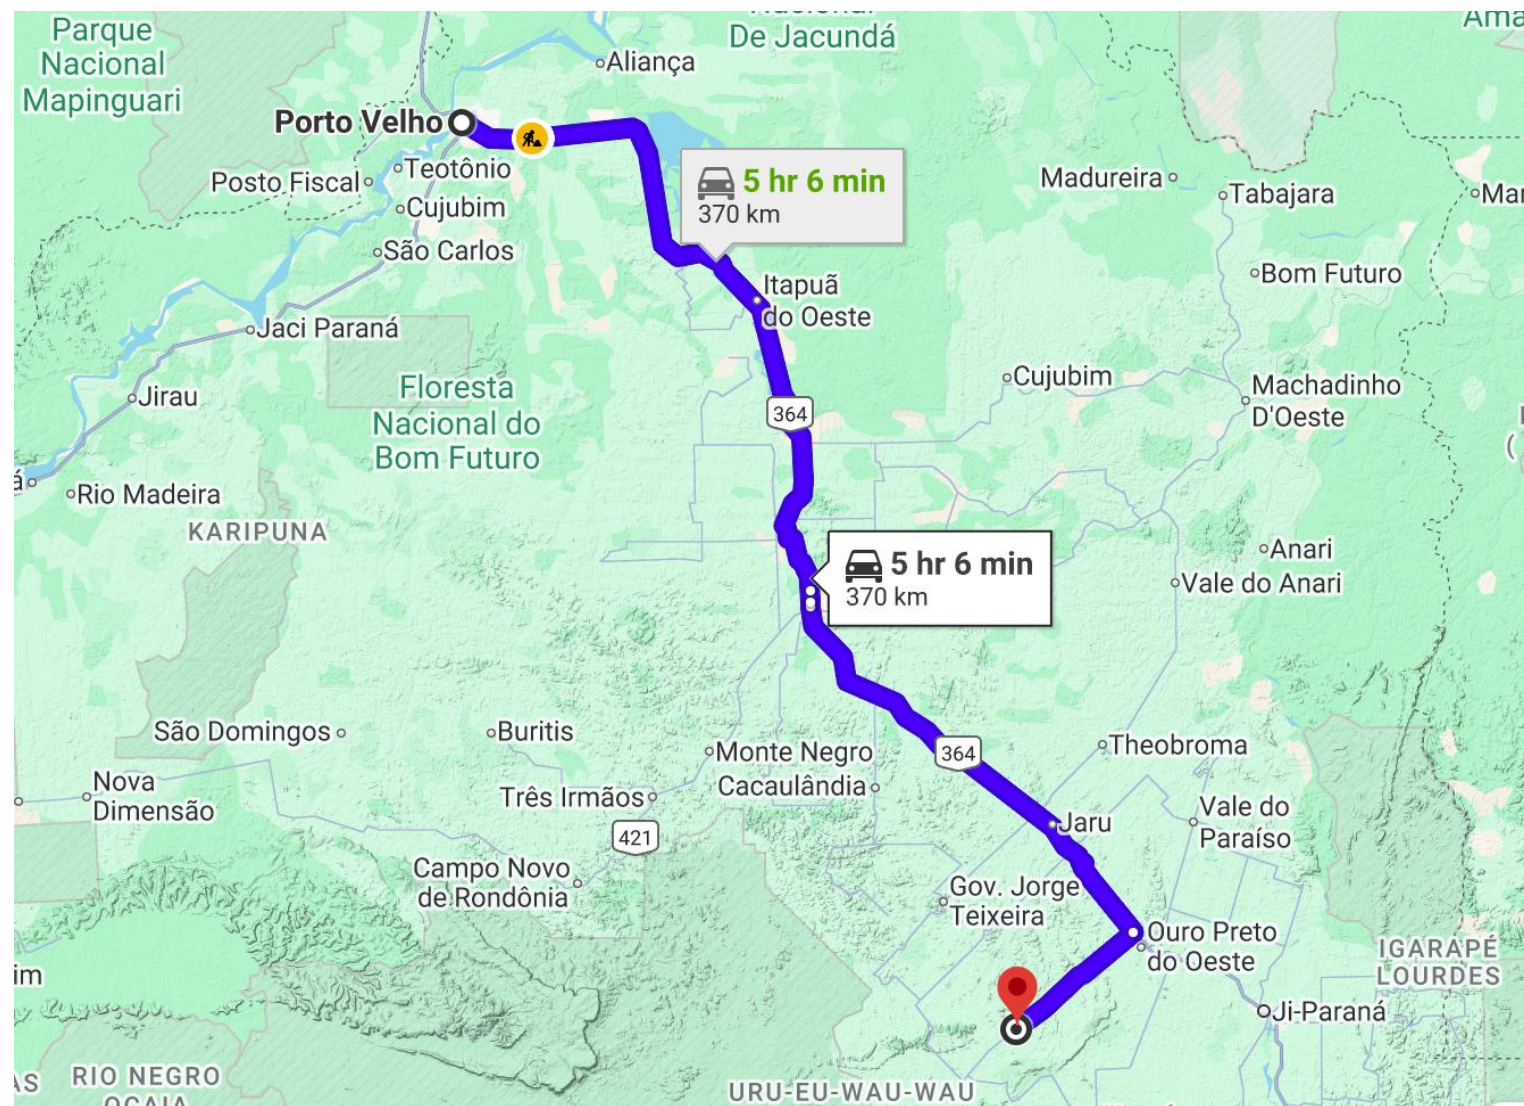 Parque
Nacional
Mapinguari
De Jacundá
Aliança
Porto Velho
Teotônio
Posto Fiscal
Cujubim
São Carlos
5 hr 6 min
370 km
Madureira
Tabajara
Bom Futuro
Itapuã
do Oeste
Jaci Paraná
Jirau
Floresta
Nacional do
Bom Futuro
364
Cujubim
Machadinho
D'Oeste
Rio Madeira
KARIPUNA
5 hr 6 min
370 km
Anari
Vale do Anari
São Domingos
Buritis
Monte Negro
Cacaulândia
364
Theobroma
Nova
Dimensão
Três Irmãos
421
Jaru
Vale do
Paraíso
Campo Novo
de Rondônia
Gov. Jorge
Teixeira
Ouro Preto
do Oeste
IGARAPÉ
LOURDES
Ji-Paraná
RIO NEGRO
URU-EU-WAU-WAU